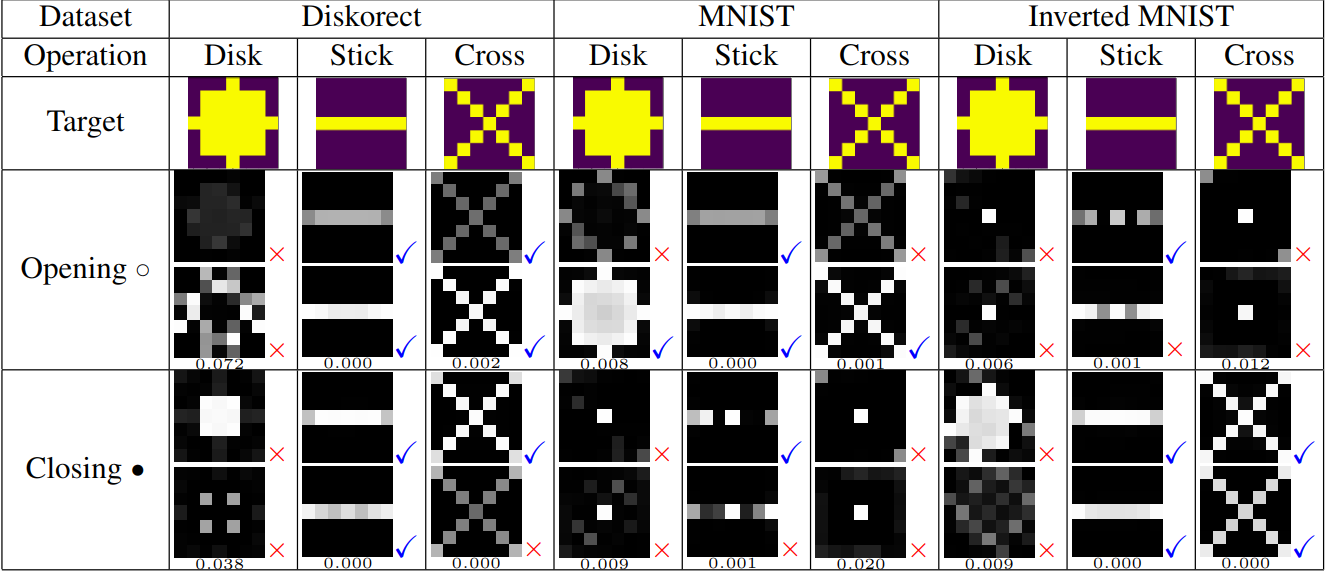 Dataset Diskorect MNIST Inverted MNIST
Operation Disk Stick Cross Disk Stick Cross Disk Stick Cross
Target
Opening ○
× ✓ ✓ × ✓ × × ✓ ×
× ✓ ✓ ✓ ✓ ✓ × × ×
0.072 0.000 0.002 0.008 0.000 0.001 0.006 0.001 0.012
Closing ●
× ✓ ✓ × ✓ × × ✓ ✓
× ✓ × × × × × ✓ ✓
0.038 0.000 0.000 0.009 0.001 0.020 0.009 0.000 0.000